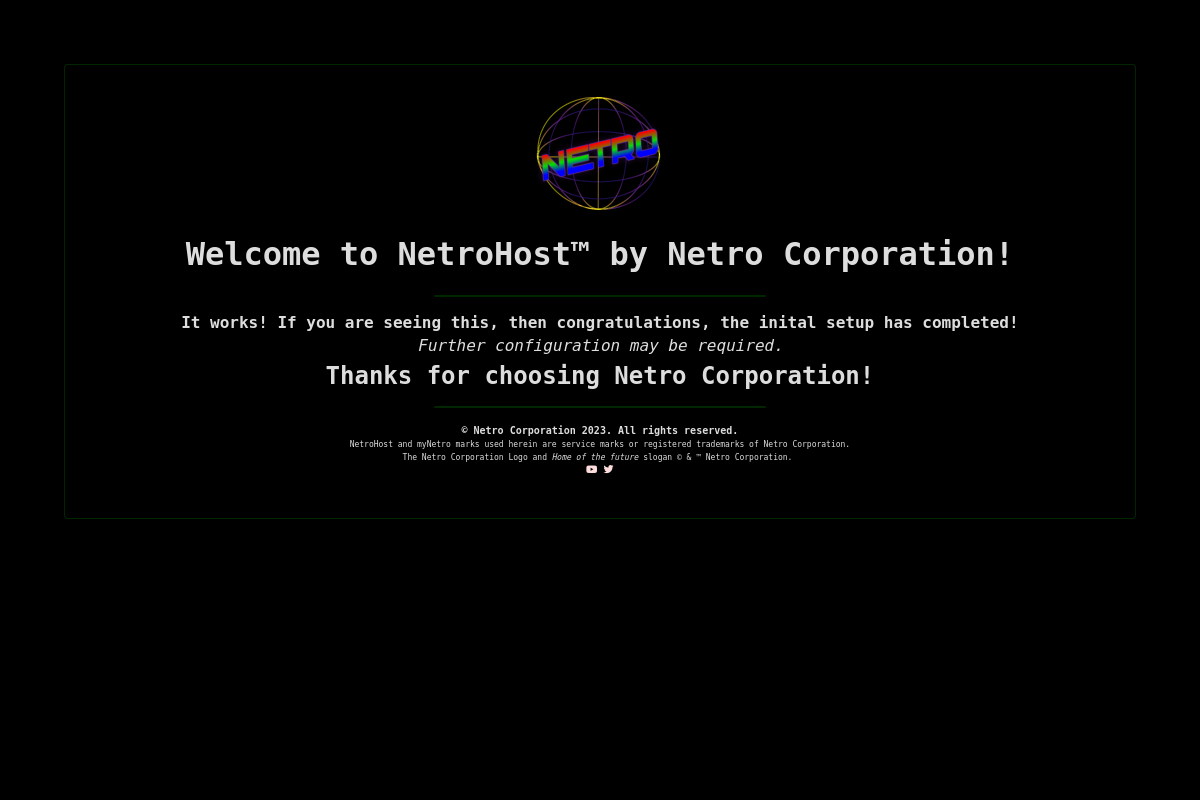 NETRO
Welcome to NetroHost™ by Netro Corporation!
It works! If you are seeing this, then congratulations, the inital setup has completed!
Further configuration may be required.
Thanks for choosing Netro Corporation!
© Netro Corporation 2023. All rights reserved.
NetroHost and myNetro marks used herein are service marks or registered trademarks of Netro Corporation.
The Netro Corporation Logo and Home of the future slogan © & ™ Netro Corporation.